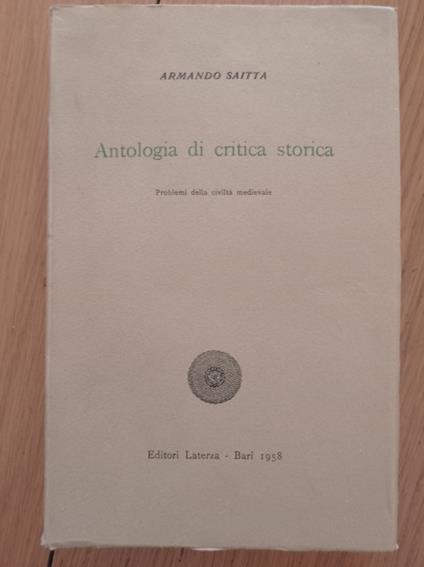 ARMANDO SAITTA
Antologia di critica storica
Problemi della civiltà medievale
Editori Laterza - Bari 1958